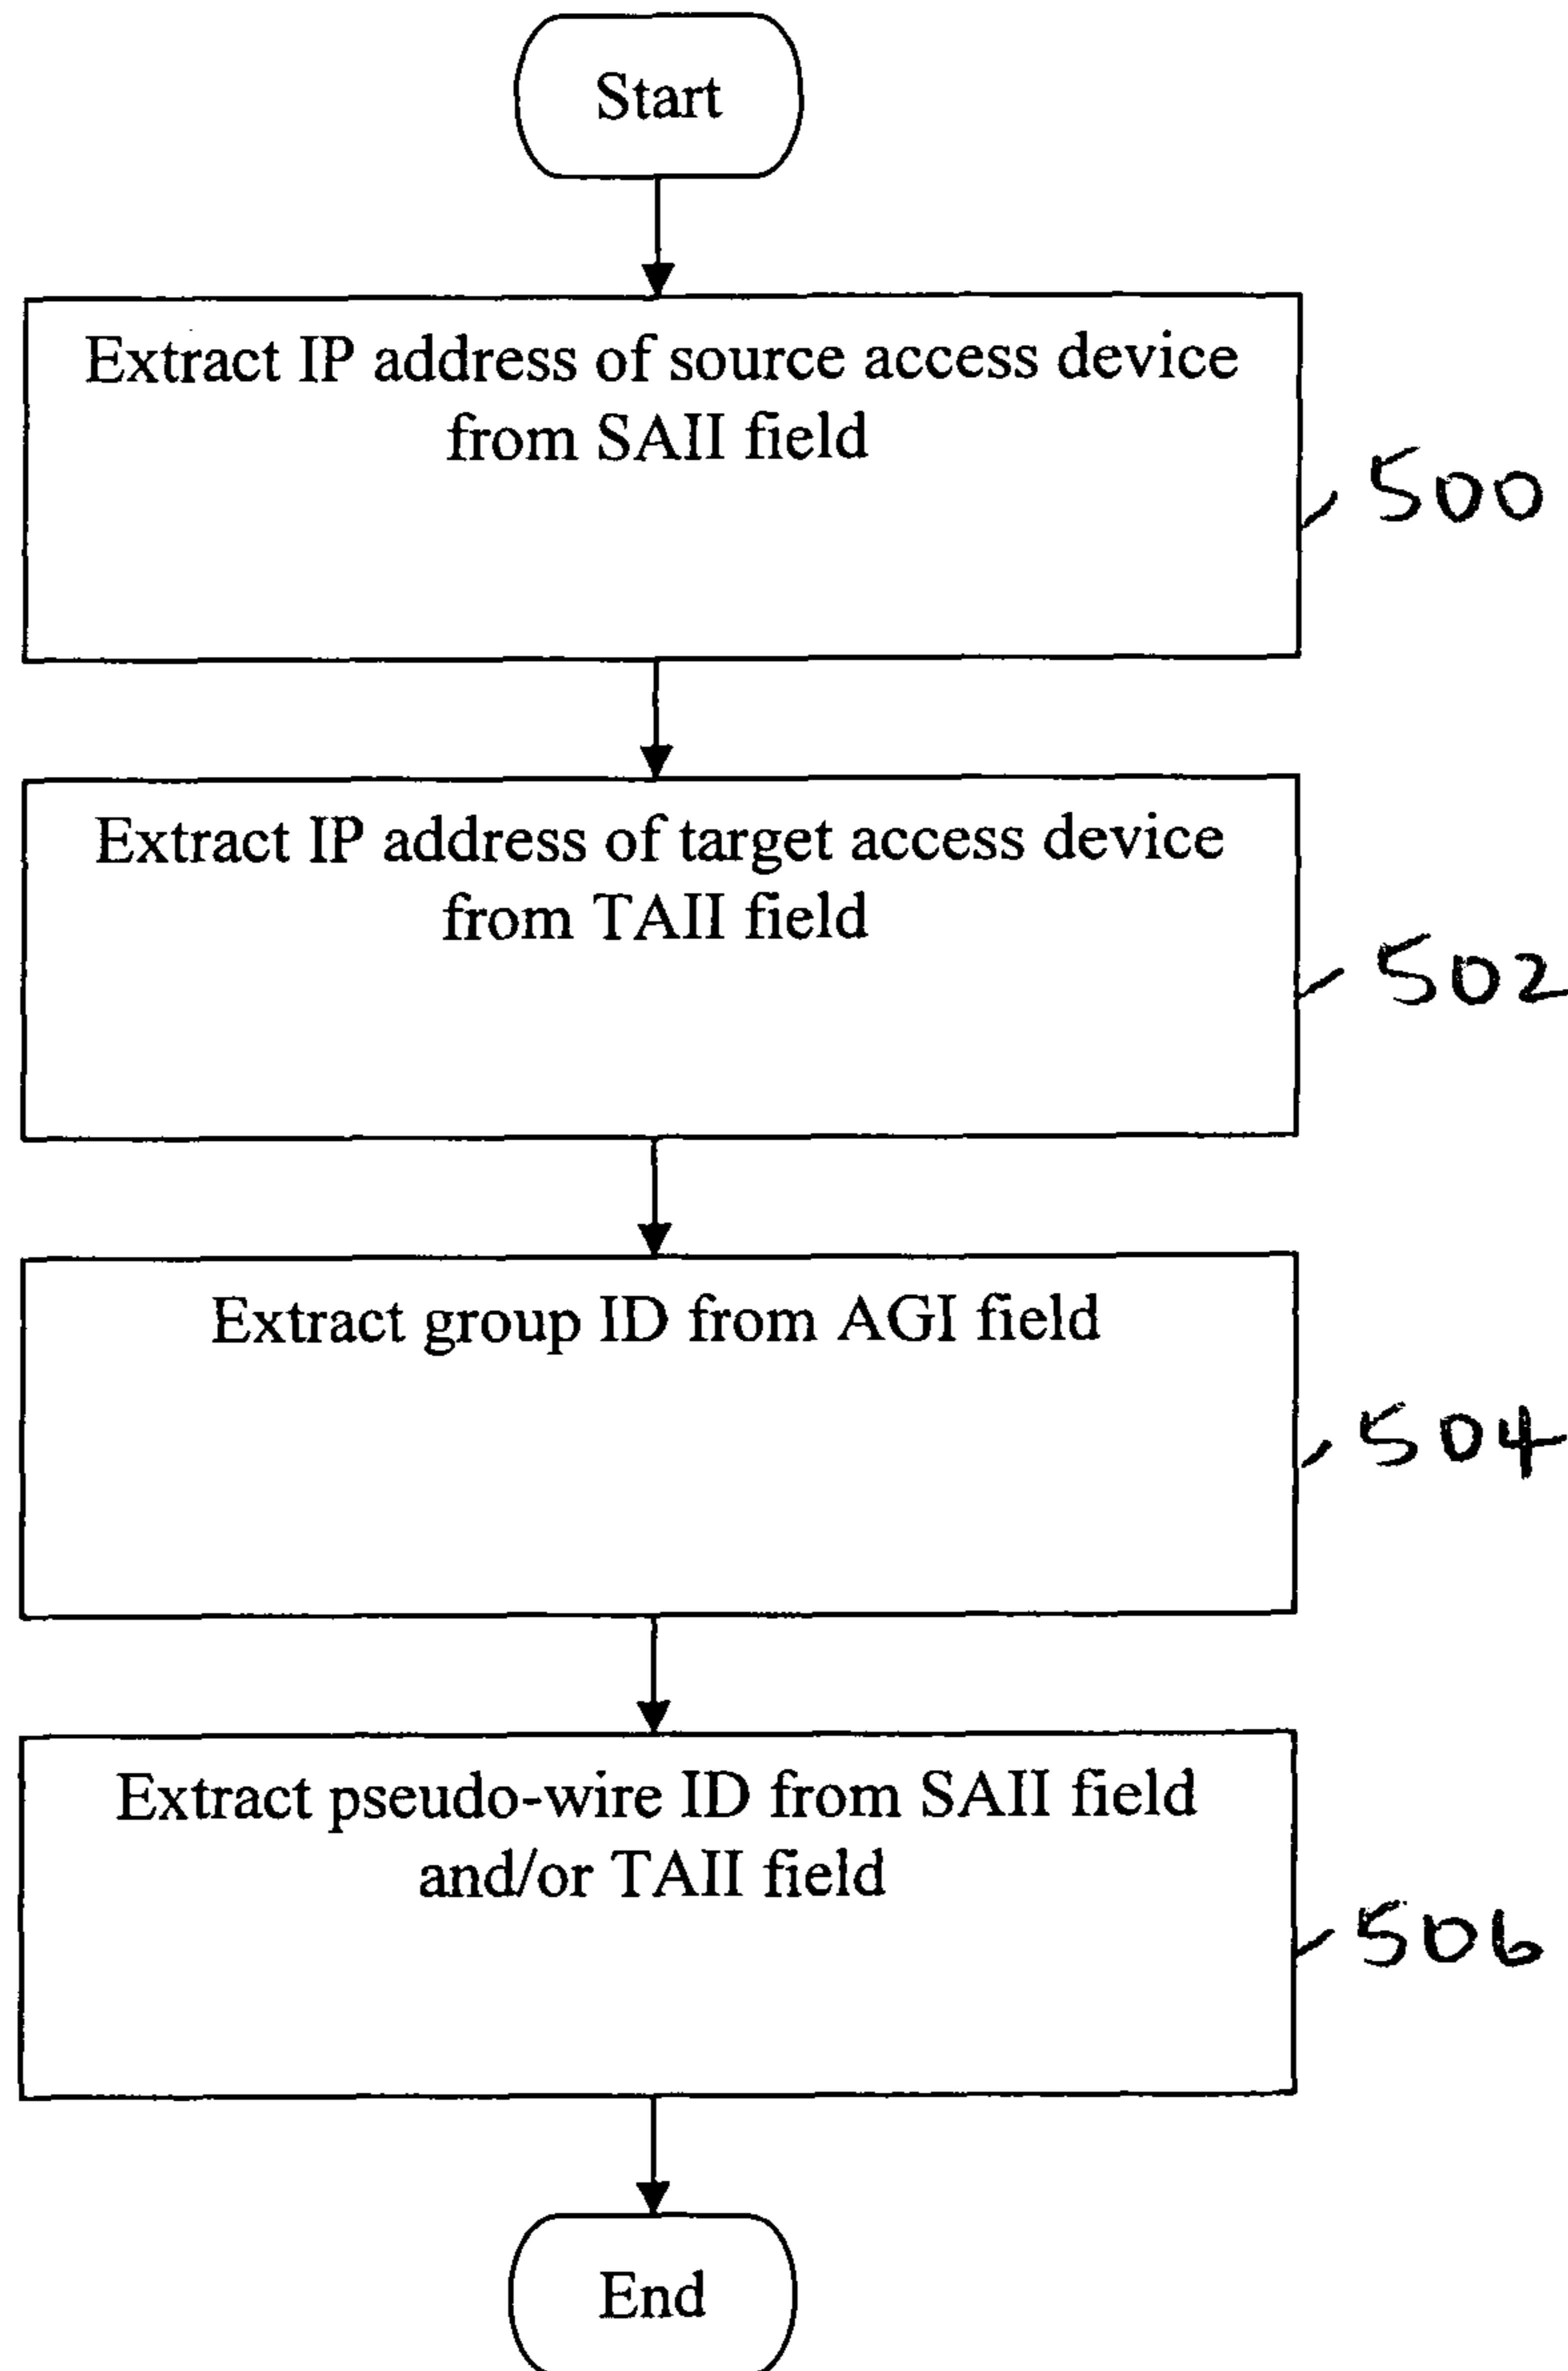 Start
Extract IP address of source access device
from SAII field
500
Extract IP address of target access device
from TAII field
502
Extract group ID from AGI field
504
Extract pseudo-wire ID from SAII field
and/or TAII field
506
End